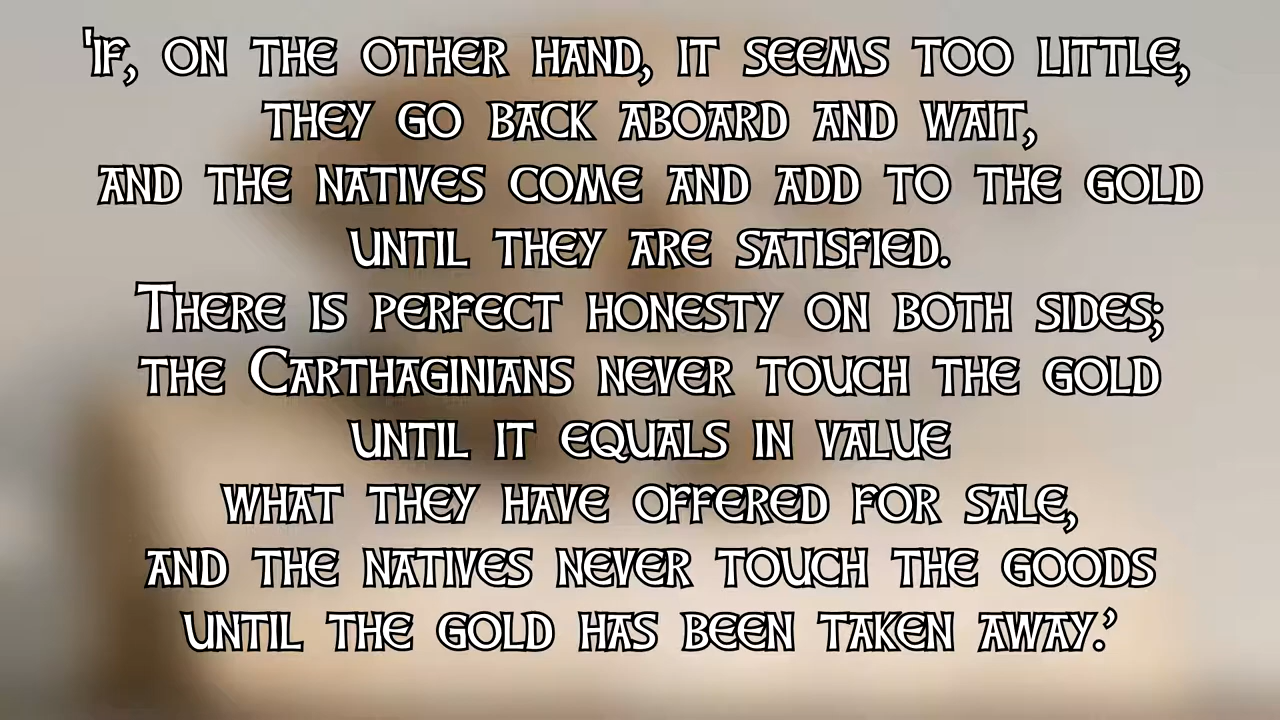 'If, on the other hand, it seems too little,
they go back aboard and wait,
and the natives come and add to the gold
until they are satisfied.
There is perfect honesty on both sides;
the Carthaginians never touch the gold
until it equals in value
what they have offered for sale,
and the natives never touch the goods
until the gold has been taken away.’